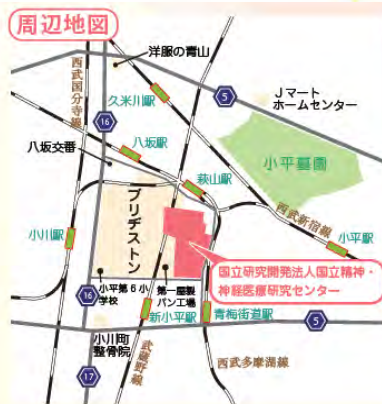 周辺地図
洋服の青山
西武国分寺線
久米川駅
5
Jマート
ホームセンター
16
八坂駅
八坂交番
萩山駅
小平墓園
ブリヂストン
西武新宿線
小川駅
小平駅
国立研究開発法人国立精神・
神経医療研究センター
小平第6小
学校
第一屋製
パン工場
16
新小平駅
青梅街道駅
5
小川町
整骨院
武蔵野線
西武多摩湖線
17